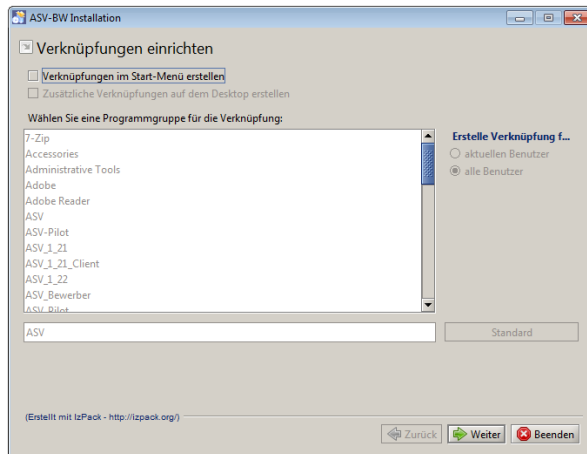 ASV-BW Installation
Verknüpfungen einrichten
Verknüpfungen im Start-Menü erstellen
Zusätzliche Verknüpfungen auf dem Desktop erstellen
Wählen Sie eine Programmgruppe für die Verknüpfung:
7-Zip
Accessories
Administrative Tools
Adobe
Adobe Reader
ASV
ASV-Pilot
ASV_1_21
ASV_1_21_Client
ASV_1_22
ASV_Bewerber
ASV_Pilot
Erstelle Verknüpfung f...
aktuellen Benutzer
alle Benutzer
ASV
Standard
(Erstellt mit IzPack - http://izpack.org/)
Zurück
Weiter
Beenden